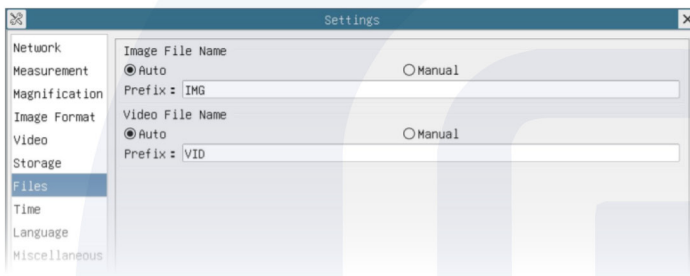 Settings
Network
Measurement
Magnification
Image Format
Video
Storage
Files
Time
Language
Miscellaneous
Image File Name
Auto Manual
Prefix: IMG
Video File Name
Auto Manual
Prefix: VID